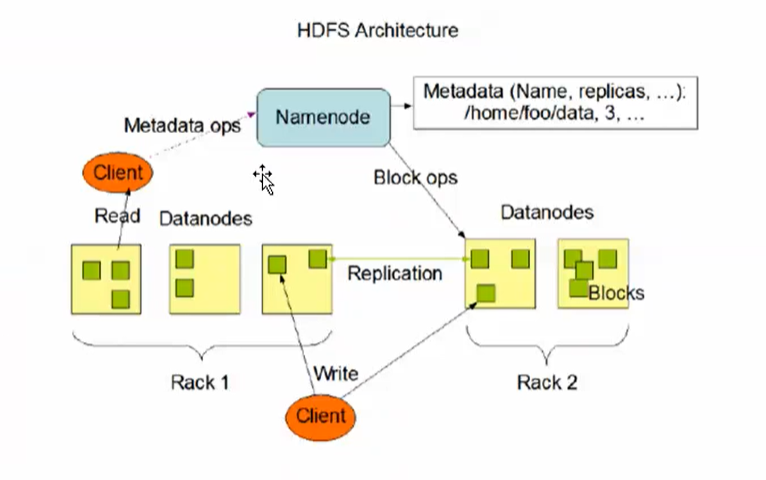 HDFS Architecture
Metadata (Name, replicas, ...):
/home/foo/data, 3, ...
Namenode
Metadata ops
Client
Block ops
Read
Datanodes
Datanodes
Replication
Blocks
Rack 1
Write
Rack 2
Client